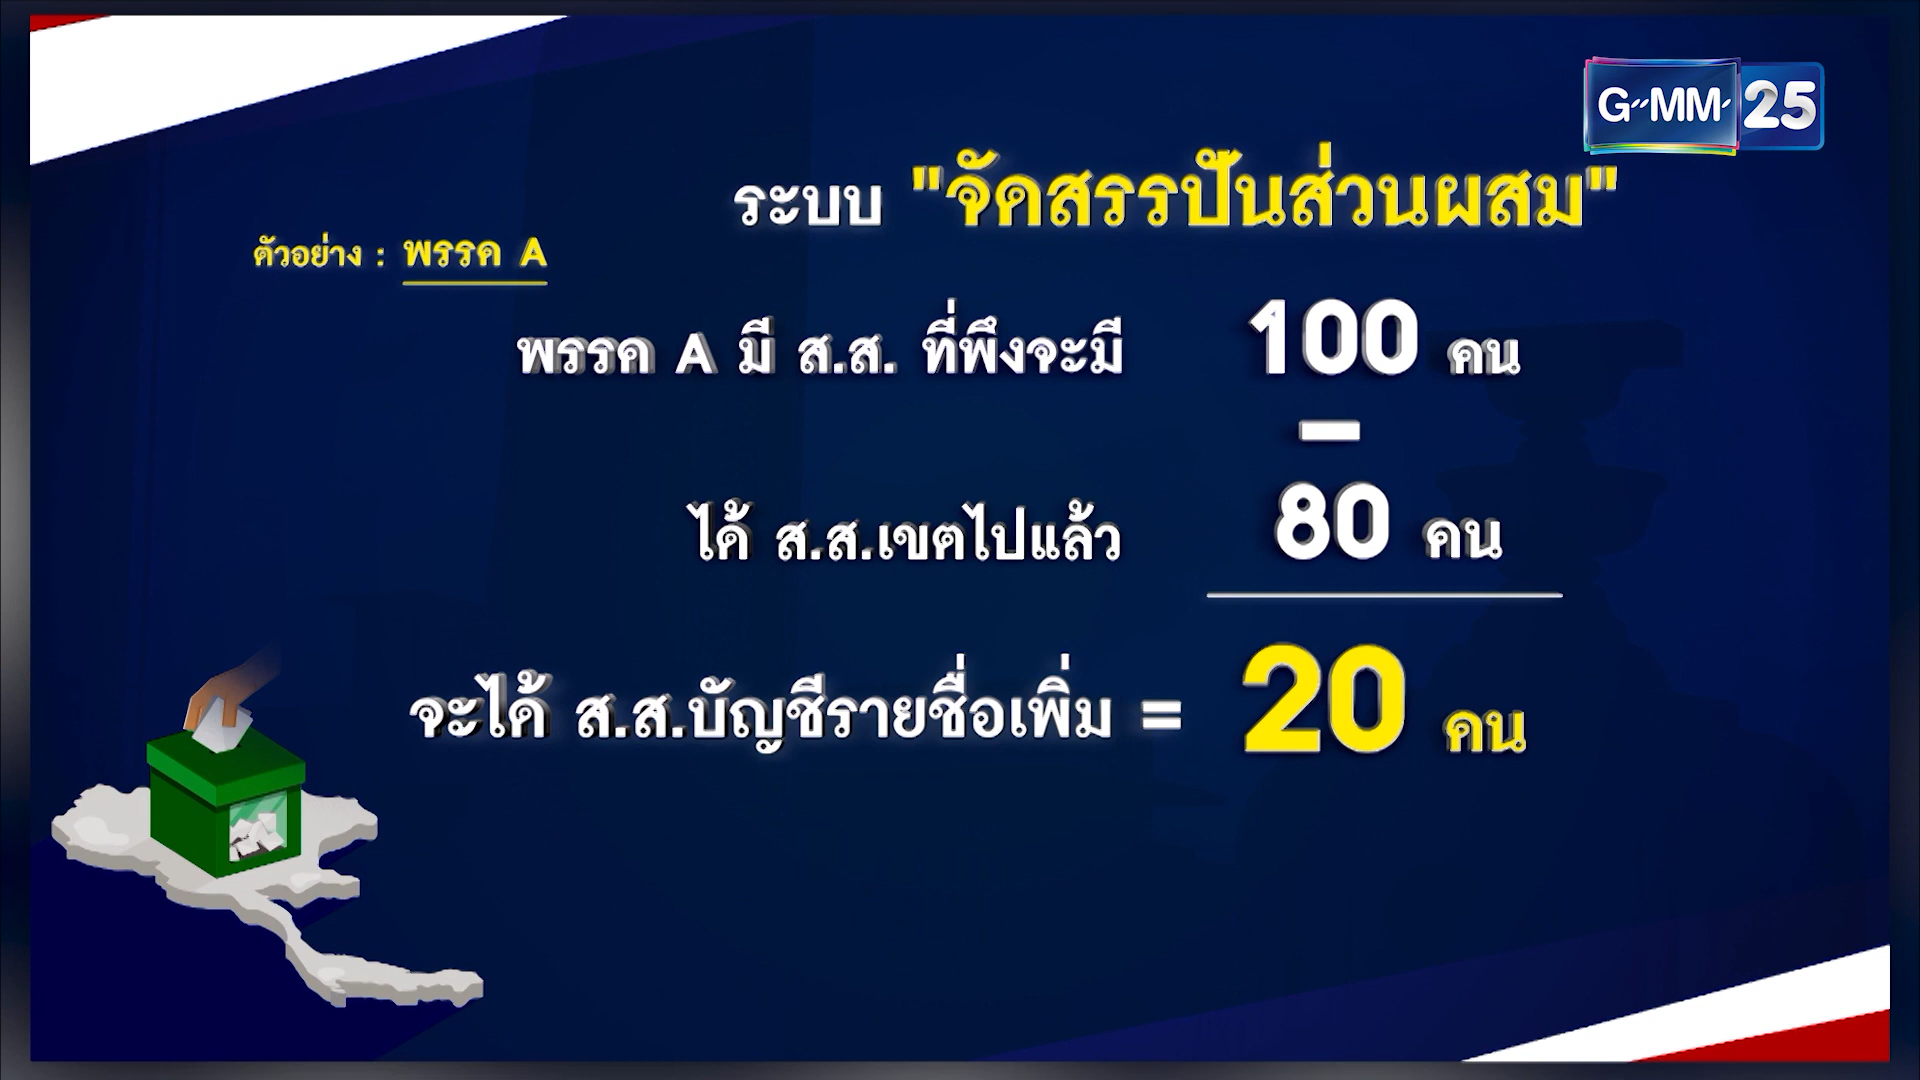 GMM 25
ระบบ "จัดสรรปันส่วนผสม"
ตัวอย่าง : พรรค A
พรรค A มี ส.ส. ที่พึงจะมี 100 คน
-
ได้ ส.ส.เขตไปแล้ว 80 คน
จะได้ ส.ส.บัญชีรายชื่อเพิ่ม = 20 คน